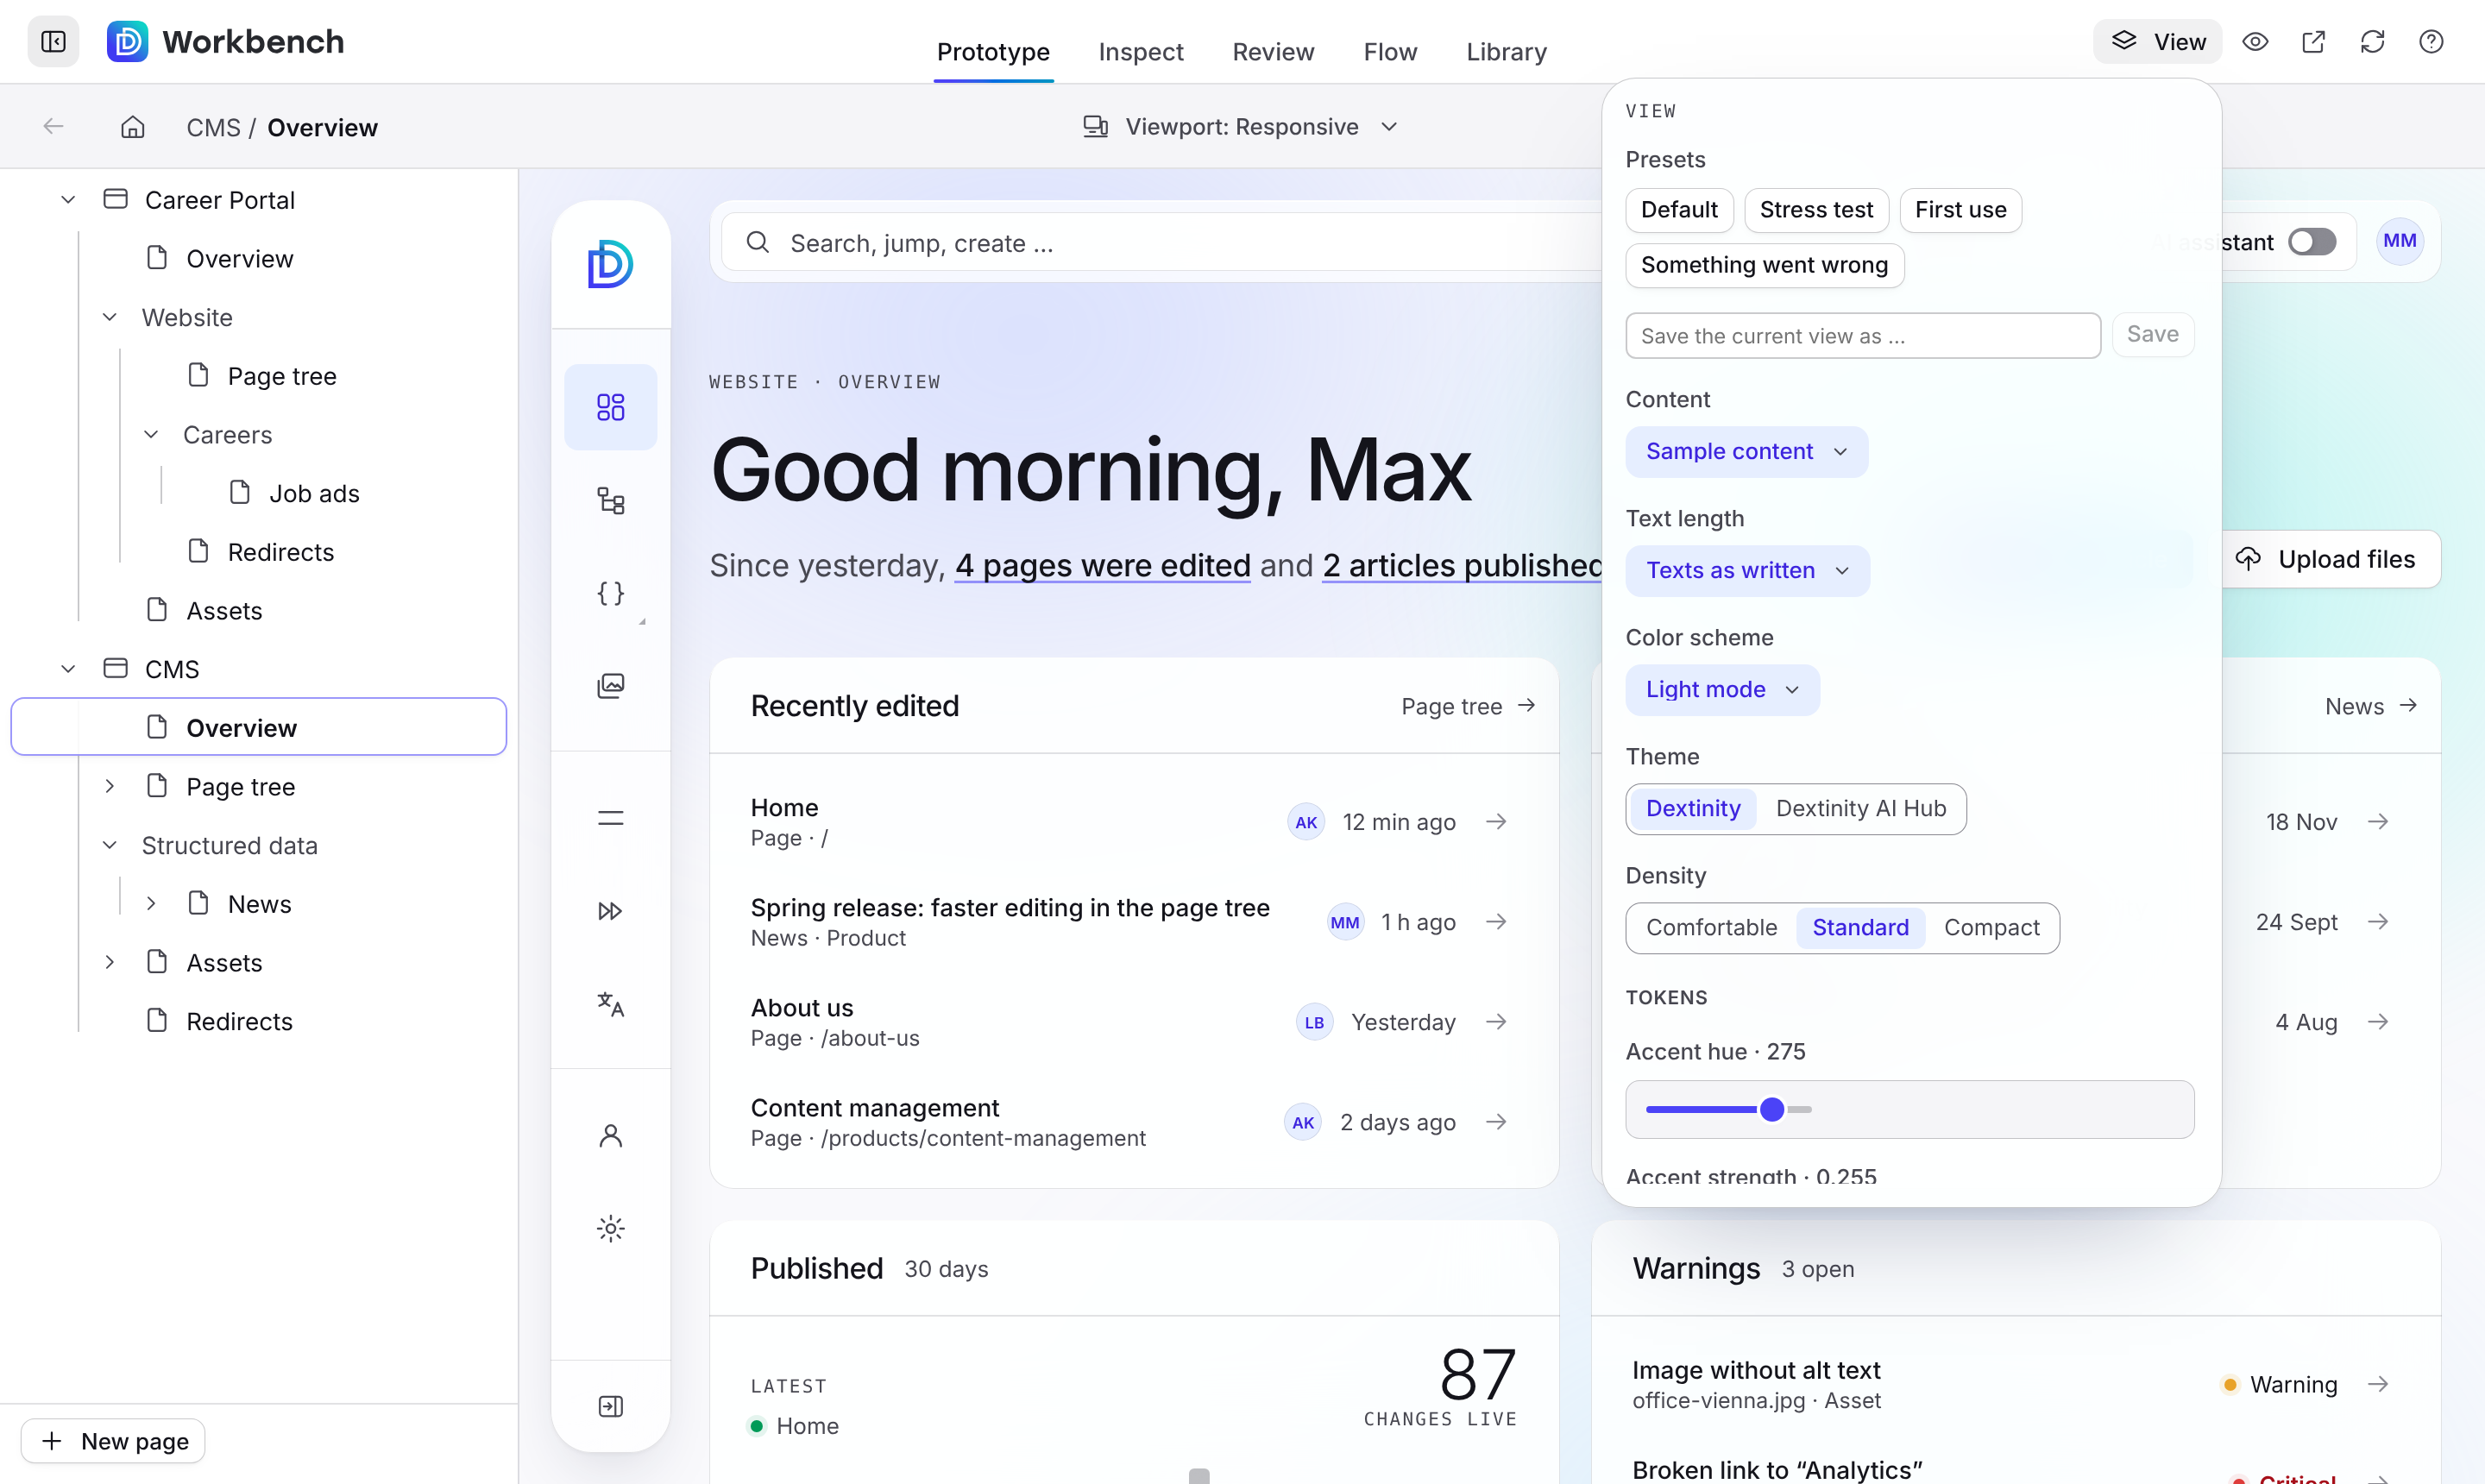 Workbench
Prototype
Inspect
Review
Flow
Library
View
CMS / Overview
Viewport: Responsive
Career Portal
Overview
Website
Page tree
Careers
Job ads
Redirects
Assets
CMS
Overview
Page tree
Structured data
News
Assets
Redirects
New page
Search, jump, create ...
MM
WEBSITE · OVERVIEW
Good morning, Max
Since yesterday, 4 pages were edited and 2 articles published
Upload files
Recently edited
Page tree
Home
Page · /
AK
12 min ago
Spring release: faster editing in the page tree
News · Product
MM
1 h ago
About us
Page · /about-us
LB
Yesterday
Content management
Page · /products/content-management
AK
2 days ago
News
18 Nov
24 Sept
4 Aug
Published
30 days
LATEST
Home
87
CHANGES LIVE
Warnings
3 open
Image without alt text
office-vienna.jpg · Asset
Warning
Broken link to “Analytics”
Critical
VIEW
Presets
Default
Stress test
First use
Something went wrong
Save the current view as ...
Save
Content
Sample content
Text length
Texts as written
Color scheme
Light mode
Theme
Dextinity
Dextinity AI Hub
Density
Comfortable
Standard
Compact
TOKENS
Accent hue · 275
Accent strength · 0.255